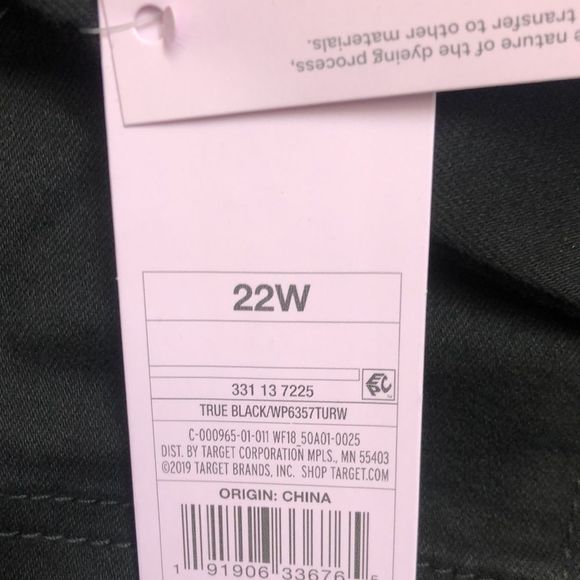 nature of the dyeing process,
transfer to other materials.
22W
EPC
331 13 7225
TRUE BLACK/WP6357TURW
C-000965-01-011 WF18_50A01-0025
DIST. BY TARGET CORPORATION MPLS., MN 55403
©2019 TARGET BRANDS, INC. SHOP TARGET.COM
ORIGIN: CHINA
1 91906 33676 5